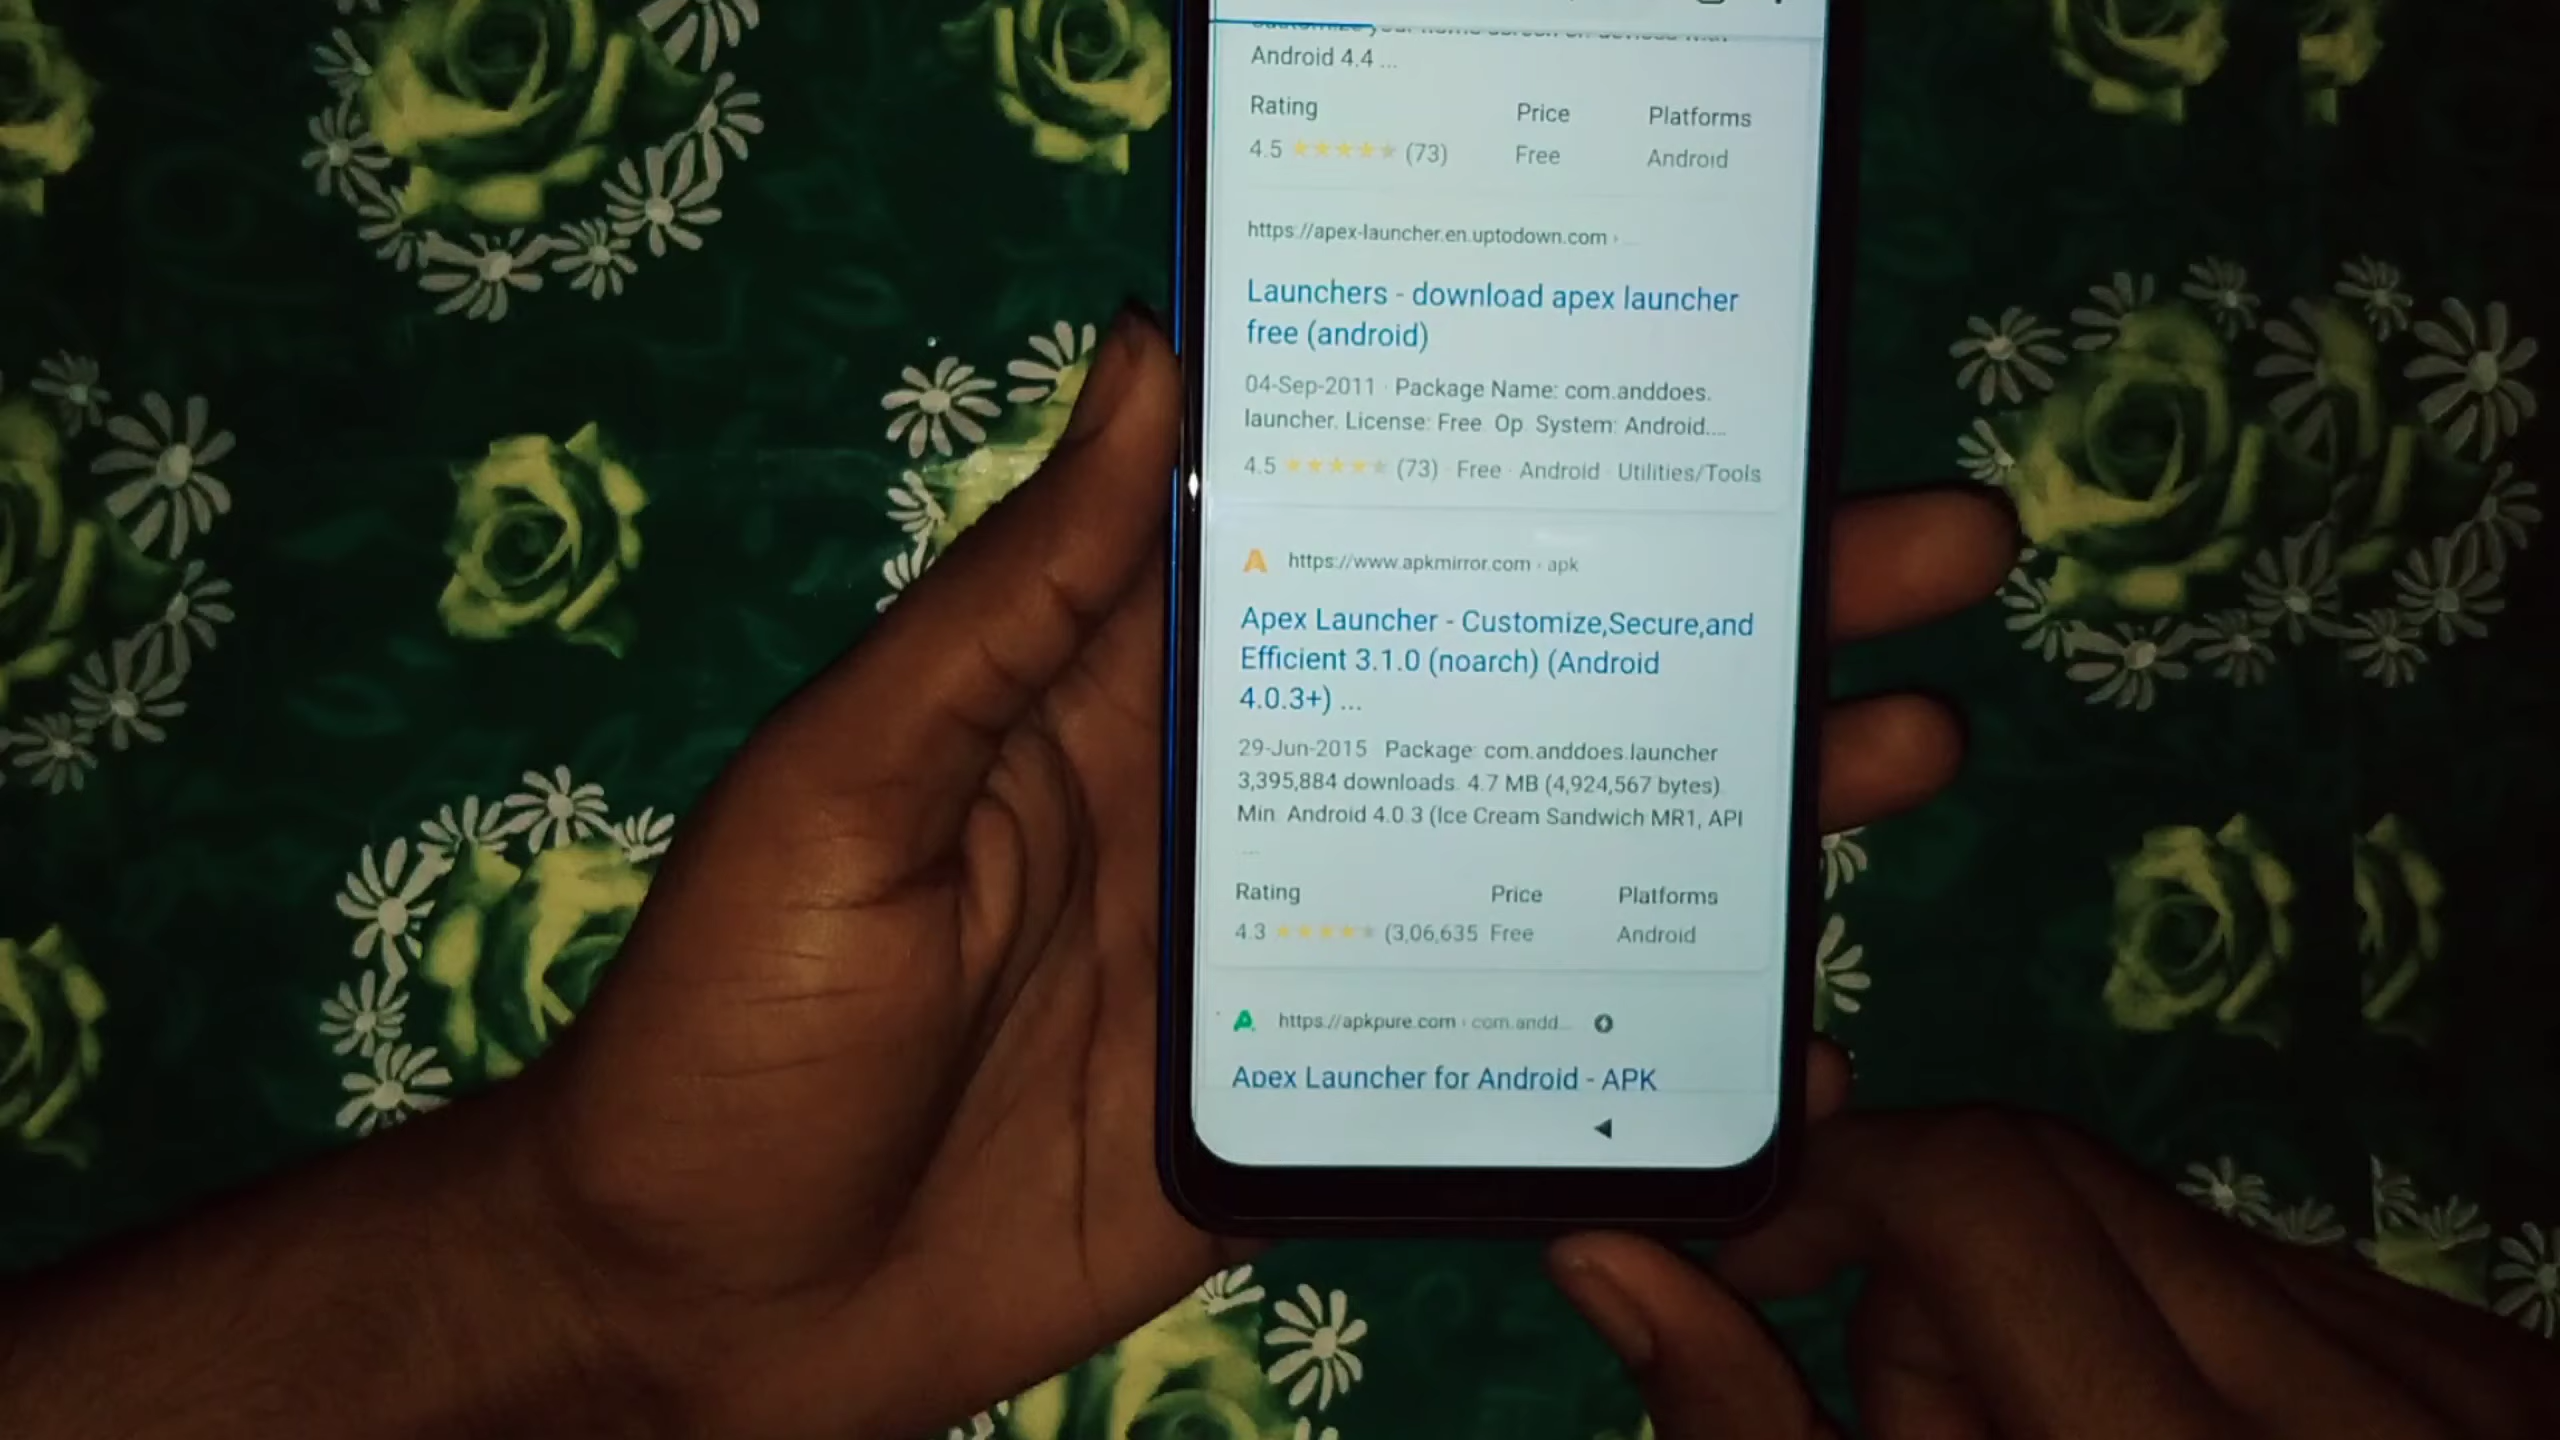 Android 4.4 ...
Rating Price Platforms
4.5 (73) Free Android
https://apex-launcher.en.uptodown.com ›
Launchers - download apex launcher
free (android)
04-Sep-2011 · Package Name: com.anddoes.
launcher. License: Free Op System: Android....
4.5 (73) · Free · Android · Utilities/Tools
https://www.apkmirror.com › apk
Apex Launcher - Customize,Secure,and
Efficient 3.1.0 (noarch) (Android
4.0.3+) ...
29-Jun-2015 Package: com.anddoes.launcher
3,395,884 downloads. 4.7 MB (4,924,567 bytes)
Min Android 4.0.3 (Ice Cream Sandwich MR1, API
...
Rating Price Platforms
4.3 (3,06,635 Free Android
https://apkpure.com › com.andd...
Apex Launcher for Android - APK